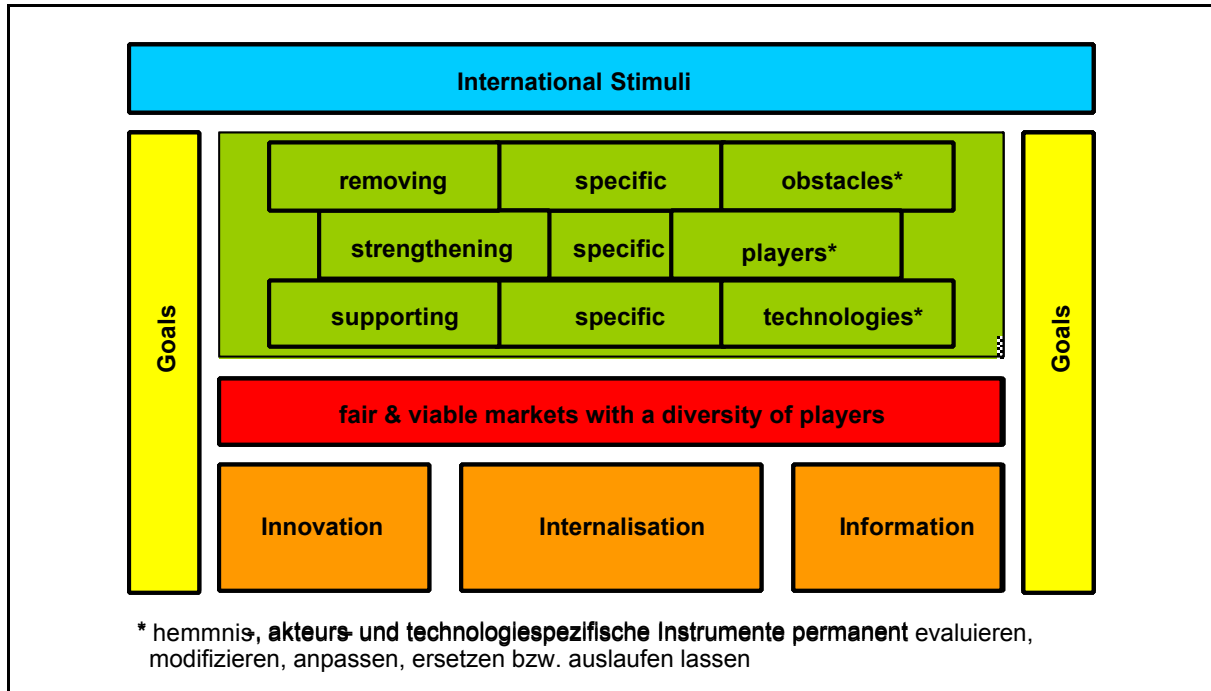 International Stimuli
Goals
removing specific obstacles*
strengthening specific players*
supporting specific technologies*
Goals
fair & viable markets with a diversity of players
Innovation Internalisation Information
* hemmnis-, akteurs- und technologiespezifische Instrumente permanent evaluieren,
modifizieren, anpassen, ersetzen bzw. auslaufen lassen